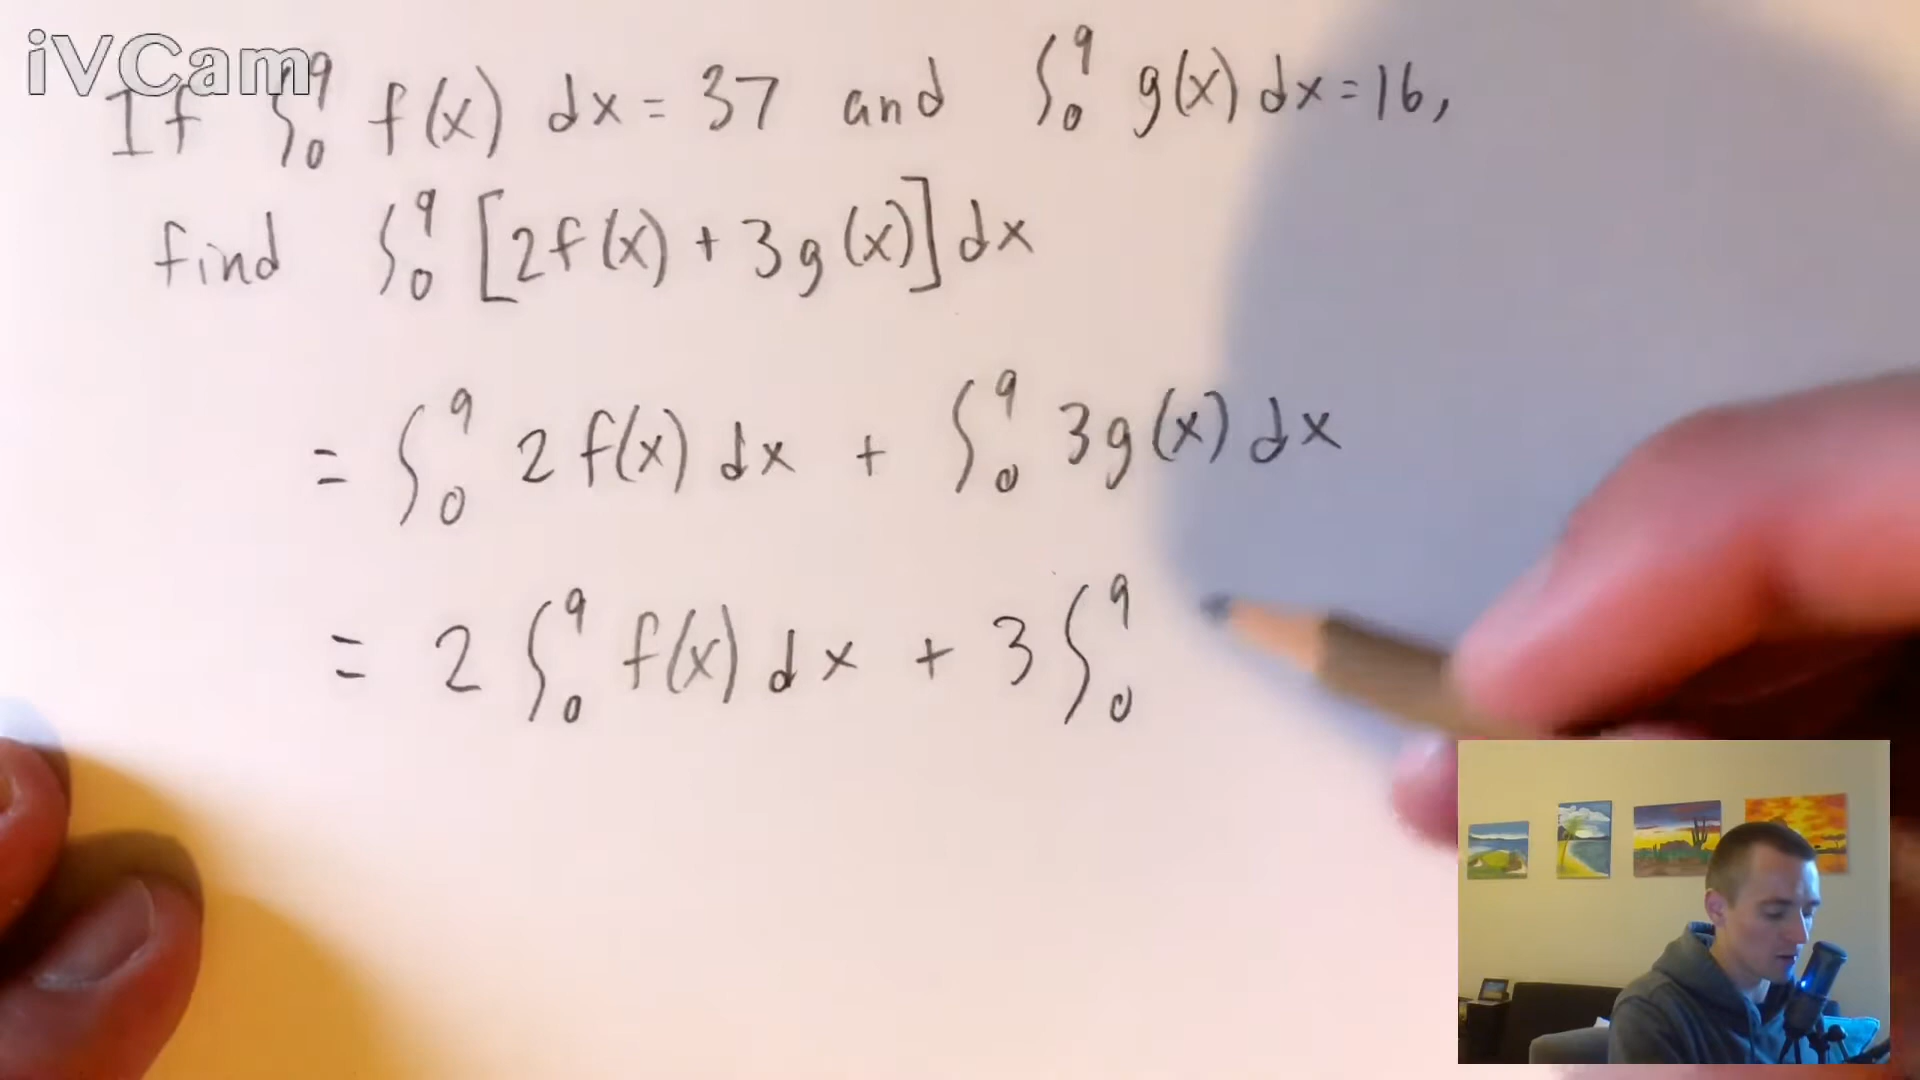 iVCam
If ∫₀⁹ f(x) dx = 37 and ∫₀⁹ g(x) dx = 16,
find ∫₀⁹ [2f(x) + 3g(x)] dx
= ∫₀⁹ 2 f(x) dx + ∫₀⁹ 3g(x) dx
= 2 ∫₀⁹ f(x) dx + 3 ∫₀⁹